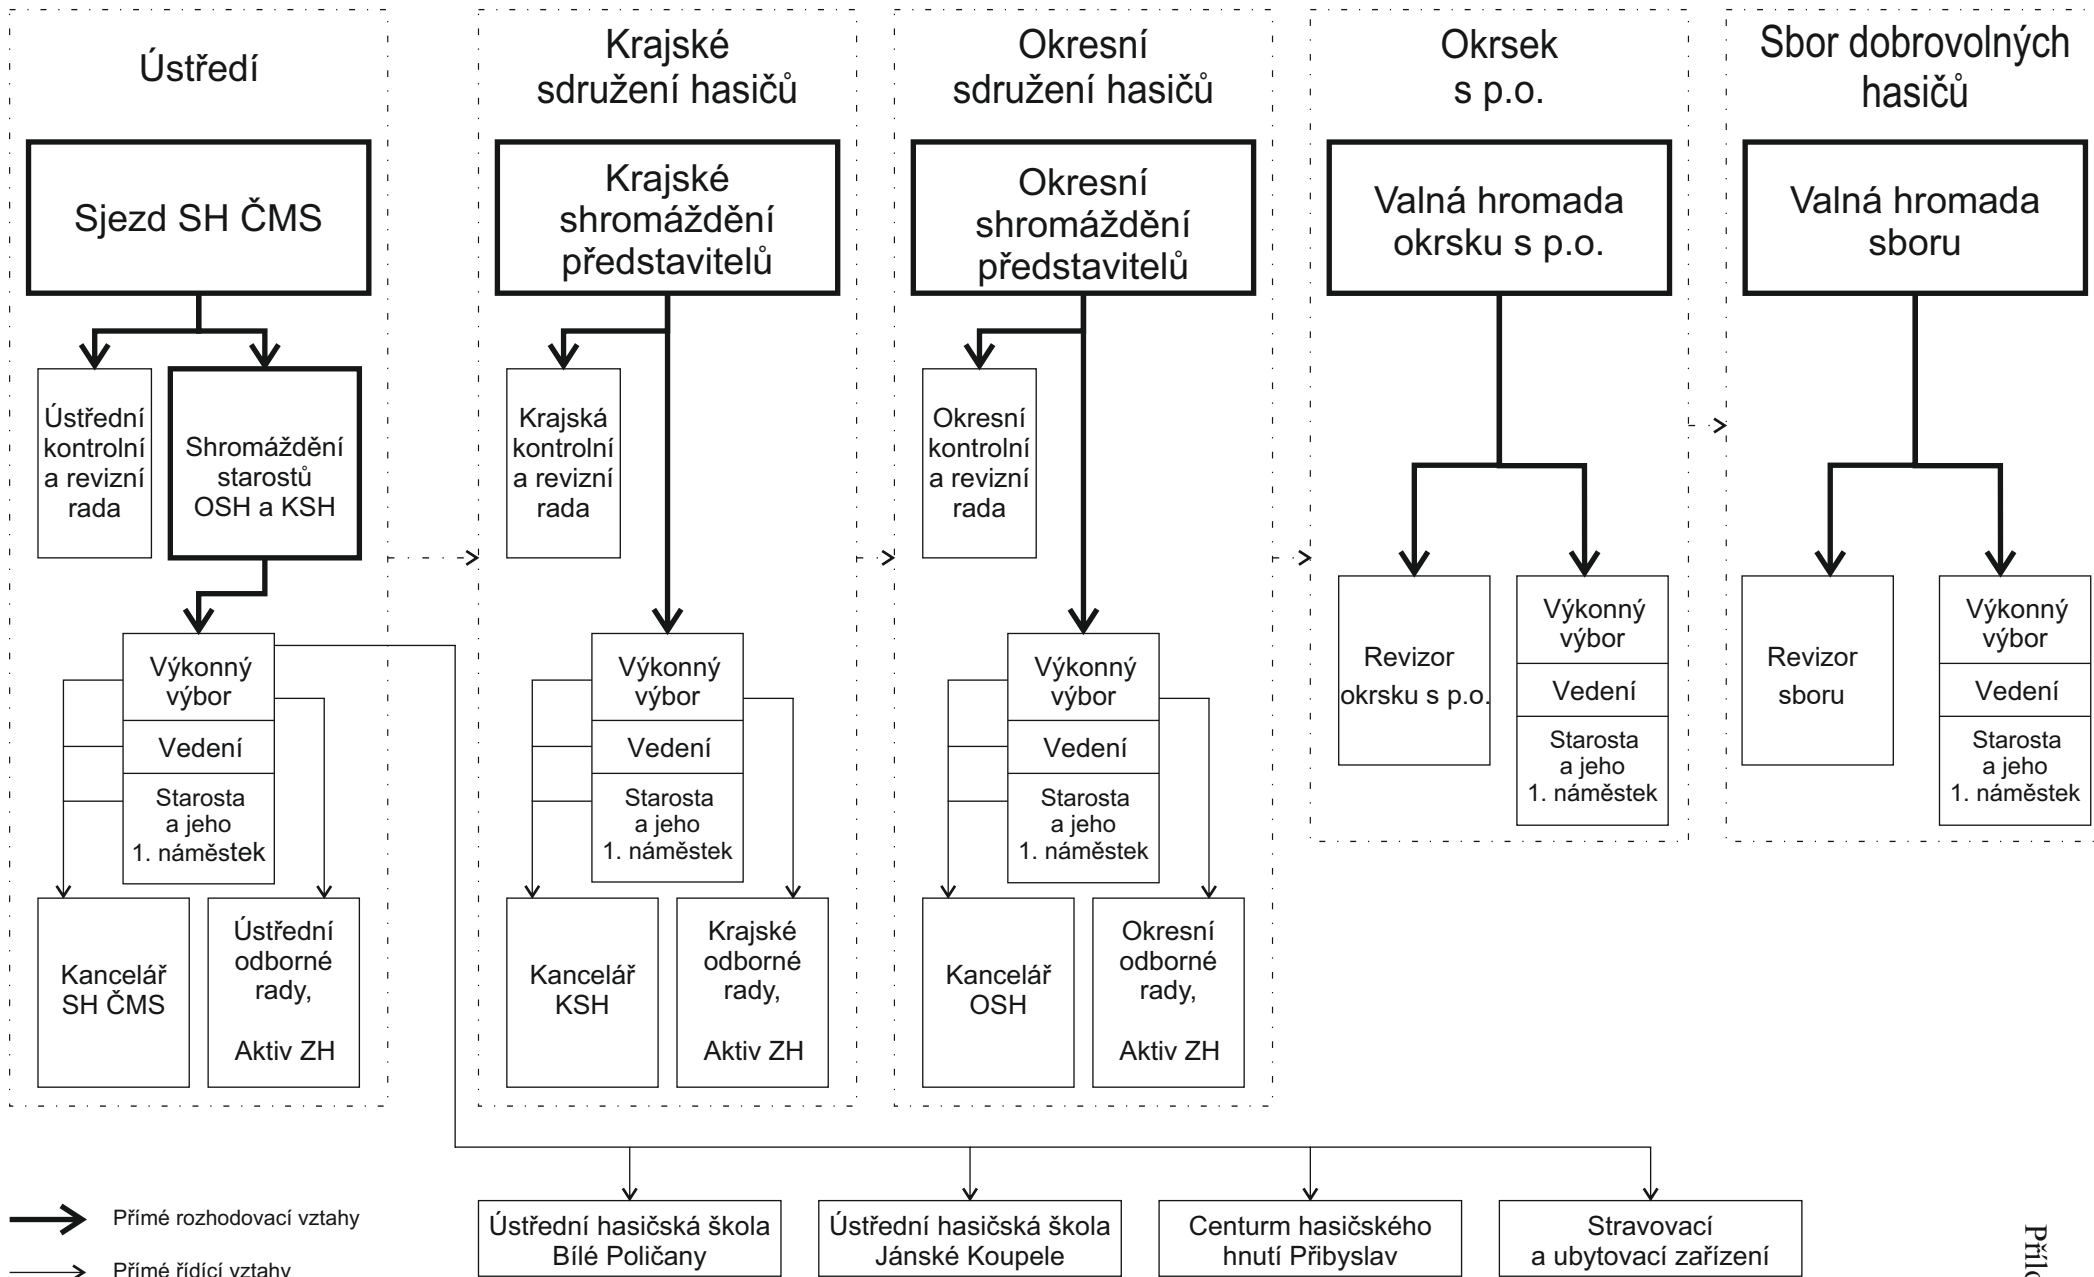 Ústředí
Sjezd SH ČMS
Ústřední
kontrolní
a revizní
rada
Shromáždění
starostů
OSH a KSH
Výkonný
výbor
Vedení
Starosta
a jeho
1. náměstek
Kancelář
SH ČMS
Ústřední
odborné
rady,
Aktiv ZH
Krajské
sdružení hasičů
Krajské
shromáždění
představitelů
Krajská
kontrolní
a revizní
rada
Výkonný
výbor
Vedení
Starosta
a jeho
1. náměstek
Kancelář
KSH
Krajské
odborné
rady,
Aktiv ZH
Okresní
sdružení hasičů
Okresní
shromáždění
představitelů
Okresní
kontrolní
a revizní
rada
Výkonný
výbor
Vedení
Starosta
a jeho
1. náměstek
Kancelář
OSH
Okresní
odborné
rady,
Aktiv ZH
Okrsek
s p.o.
Valná hromada
okrsku s p.o.
Revizor
okrsku s p.o.
Výkonný
výbor
Vedení
Starosta
a jeho
1. náměstek
Sbor dobrovolných
hasičů
Valná hromada
sboru
Revizor
sboru
Výkonný
výbor
Vedení
Starosta
a jeho
1. náměstek
Ústřední hasičská škola
Bílé Poličany
Ústřední hasičská škola
Jánské Koupele
Centurm hasičského
hnutí Přibyslav
Stravovací
a ubytovací zařízení
Přímé rozhodovací vztahy
Přímé řídící vztahy